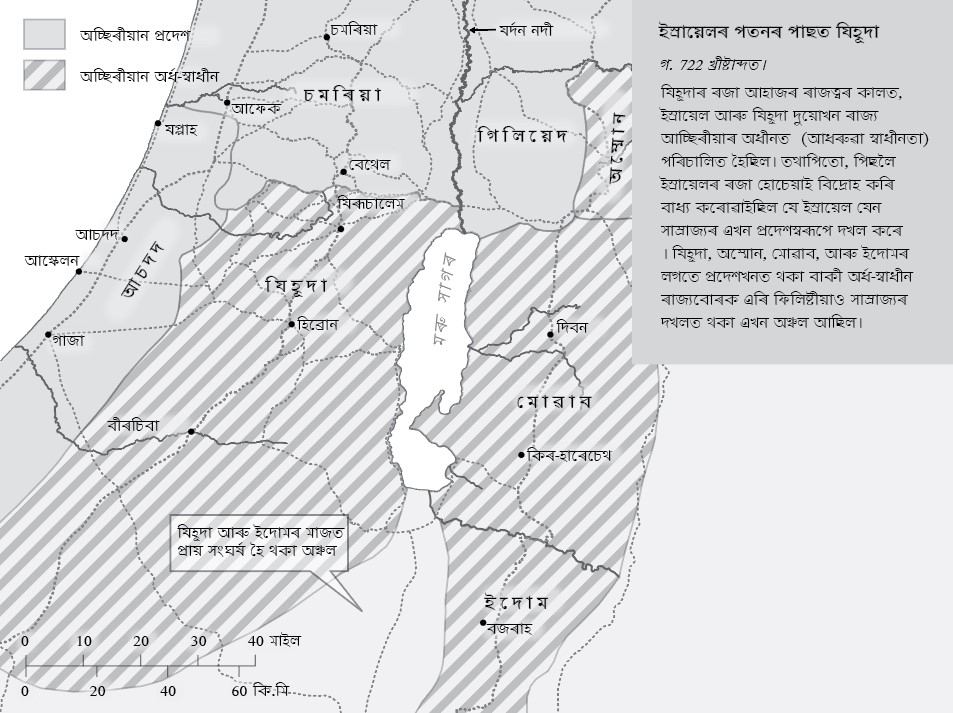 অচ্ছিৰীয়ান প্ৰদেশ
অচ্ছিৰীয়ান অৰ্ধ-স্বাধীন
চমৰিয়া
যৰ্দন নদী
চমৰিয়া
আফেক
যপ্লাহ
গিলিয়েদ
অম্মোন
বেথেল
যিৰূচালেম
আচদদ
আস্কেলন
আচদদ
যিহূদা
মৰু সাগৰ
হিব্ৰোন
দিবন
গাজা
মোৱাব
বীৰচিবা
কিৰ-হাৰেচেথ
যিহূদা আৰু ইদোমৰ মাজত
প্ৰায় সংঘৰ্ষ হৈ থকা অঞ্চল
ইদোম
বজৰাহ
0 10 20 30 40 মাইল
0 20 40 60 কি.মি
ইস্ৰায়েলৰ পতনৰ পাছত যিহূদা
গ. 722 খ্ৰীষ্টাব্দত।
যিহূদাৰ ৰজা আহাজৰ ৰাজত্বৰ কালত,
ইস্ৰায়েল আৰু যিহূদা দুয়োখন ৰাজ্য
আচ্ছিৰীয়াৰ অধীনত (আধৰুৱা স্বাধীনতা)
পৰিচালিত হৈছিল। তথাপিতো, পিছলৈ
ইস্ৰায়েলৰ ৰজা হোচেয়াই বিদ্ৰোহ কৰি
বাধ্য কৰোৱাইছিল যে ইস্ৰায়েল যেন
সাম্ৰাজ্যৰ এখন প্ৰদেশস্বৰূপে দখল কৰে
। যিহূদা, অম্মোন, মোৱাব, আৰু ইদোমৰ
লগতে প্ৰদেশখনত থকা বাকী অৰ্ধ-স্বাধীন
ৰাজ্যবোৰক এৰি ফিলিষ্টীয়াও সাম্ৰাজ্যৰ
দখলত থকা এখন অঞ্চল আছিল।